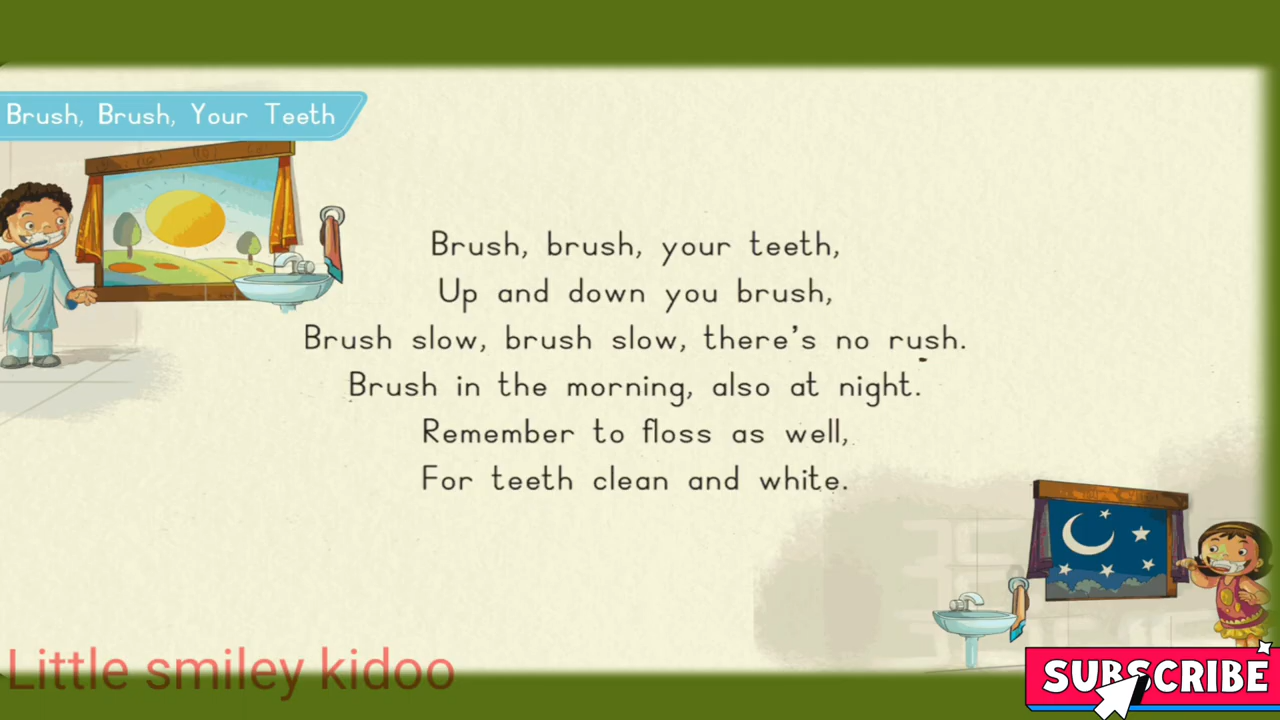 Brush, Brush, Your Teeth
Brush, brush, your teeth,
Up and down you brush,
Brush slow, brush slow, there's no rush.
Brush in the morning, also at night.
Remember to floss as well,
For teeth clean and white.
Little smiley kidoo
SUBSCRIBE